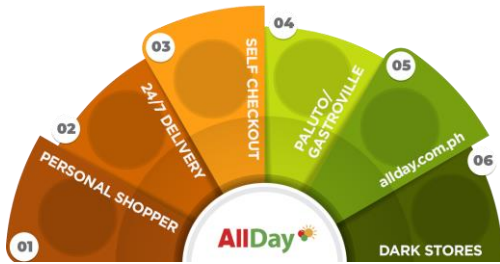 01
PERSONAL SHOPPER
02
24/7 DELIVERY
03
SELF CHECKOUT
04
PALUTO/
GASTROVILLE
05
allday.com.ph
06
DARK STORES
AllDay